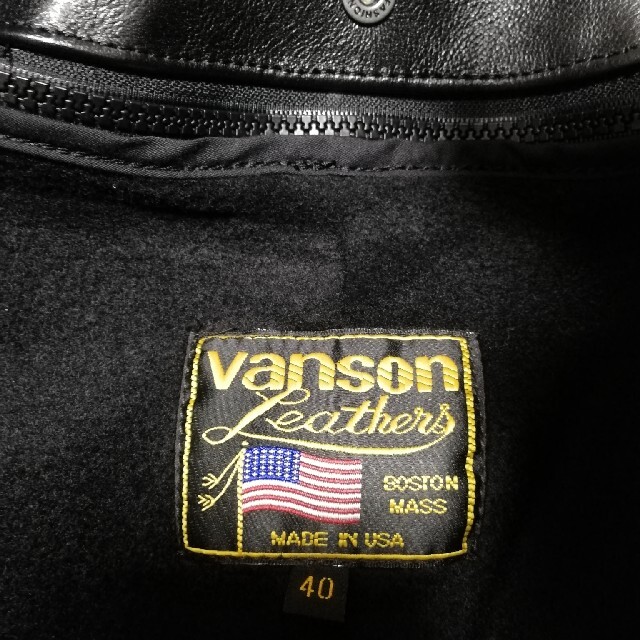 vanson
Leathers
BOSTON
MASS
MADE IN USA
40